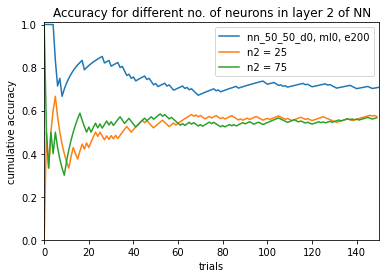 Accuracy for different no. of neurons in layer 2 of NN
nn_50_50_d0, ml0, e200
n2 = 25
n2 = 75
cumulative accuracy
1.0
0.8
0.6
0.4
0.2
0.0
0 20 40 60 80 100 120 140
trials